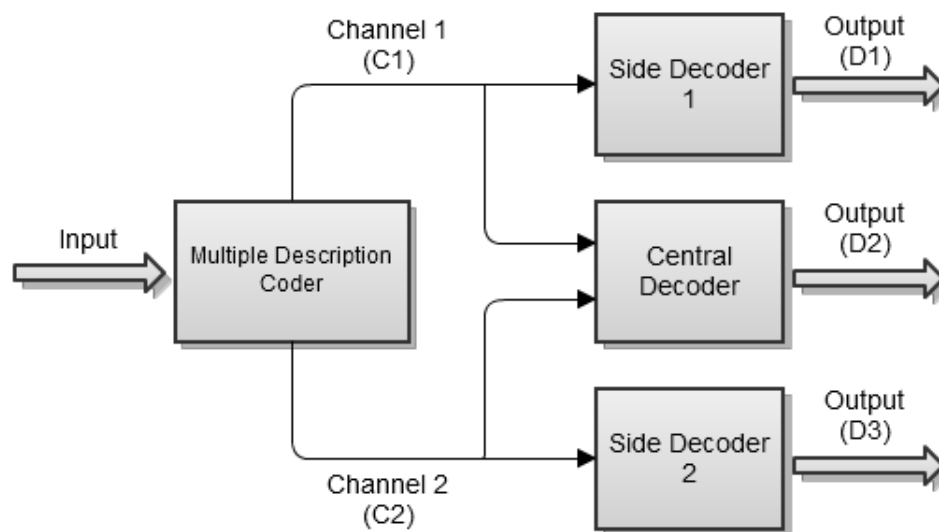 Channel 1
(C1)
Side Decoder
1
Output
(D1)
Input
Multiple Description
Coder
Central
Decoder
Output
(D2)
Channel 2
(C2)
Side Decoder
2
Output
(D3)